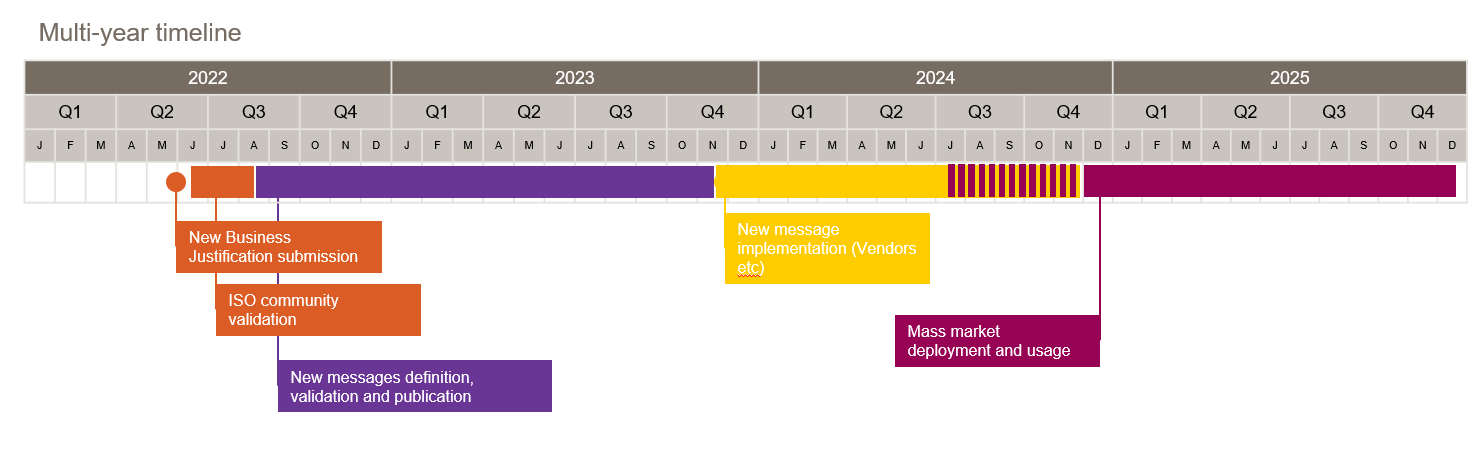 Multi-year timeline
2022 2023 2024 2025
Q1 Q2 Q3 Q4 Q1 Q2 Q3 Q4 Q1 Q2 Q3 Q4 Q1 Q2 Q3 Q4
J F M A M J J A S O N D J F M A M J J A S O N D J F M A M J J A S O N D J F M A M J J A S O N D
New Business
Justification submission
New message
implementation (Vendors
etc)
ISO community
validation
Mass market
deployment and usage
New messages definition,
validation and publication